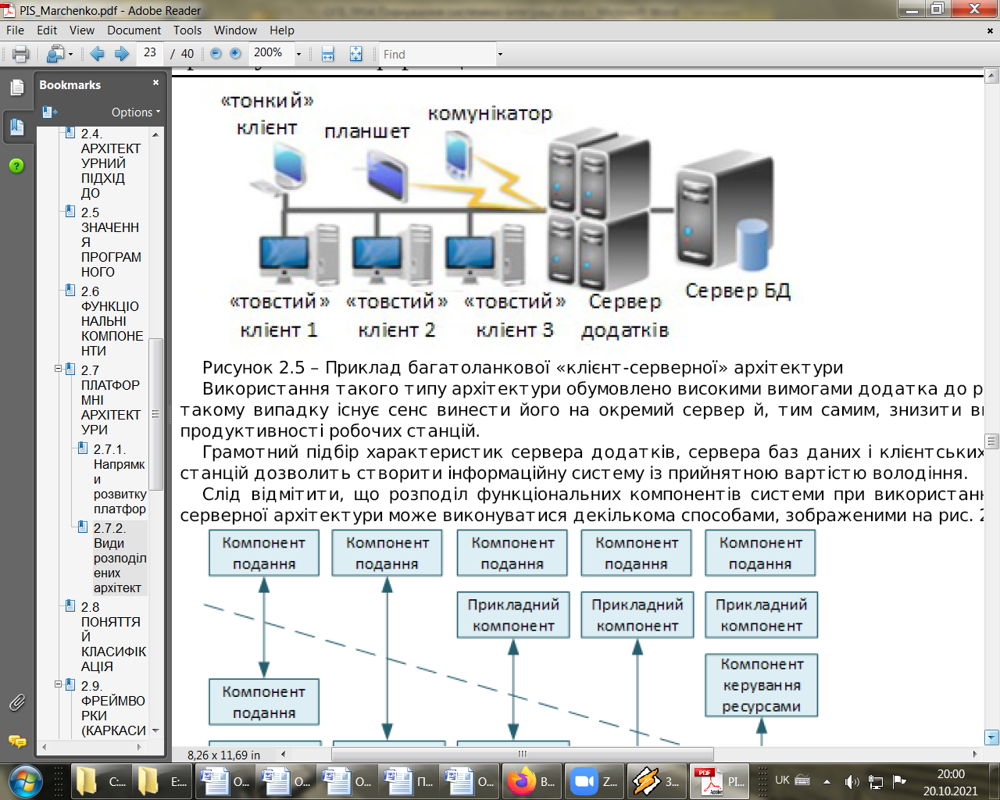 PIS_Marchenko.pdf - Adobe Reader
File Edit View Document Tools Window Help
23 / 40 200% Find
Bookmarks
Options
2.4.
АРХІТЕКТ
УРНИЙ
ПІДХІД
ДО
2.5
ЗНАЧЕНН
Я
ПРОГРАМ
НОГО
2.6
ФУНКЦІО
НАЛЬНІ
КОМПОНЕ
НТИ
2.7
ПЛАТФОР
МНІ
АРХІТЕКТ
УРИ
2.7.1.
Напрямк
и
розвитку
платфор
2.7.2.
Види
розподіл
ених
архітект
2.8
ПОНЯТТЯ
Й
КЛАСИФІК
АЦІЯ
2.9.
ФРЕЙМВО
РКИ
(КАРКАСИ
«тонкий»
клієнт
планшет
комунікатор
«товстий»
клієнт 1
«товстий»
клієнт 2
«товстий»
клієнт 3
Сервер
додатків
Сервер БД
Рисунок 2.5 – Приклад багатоланкової «клієнт-серверної» архітектури
Використання такого типу архітектури обумовлено високими вимогами додатка до р
такому випадку існує сенс винести його на окремий сервер й, тим самим, знизити ви
продуктивності робочих станцій.
Грамотний підбір характеристик сервера додатків, сервера баз даних і клієнтських
станцій дозволить створити інформаційну систему із прийнятною вартістю володіння.
Слід відмітити, що розподіл функціональних компонентів системи при використанн
серверної архітектури може виконуватися декількома способами, зображеними на рис. 2
Компонент
подання
Компонент
подання
Компонент
подання
Компонент
подання
Компонент
подання
Прикладний
компонент
Прикладний
компонент
Прикладний
компонент
Компонент
керування
ресурсами
Компонент
подання
8,26 x 11,69 in
C:... E:... O... O... O... П... O... B... Z... З... PI...
UK
20:00
20.10.2021